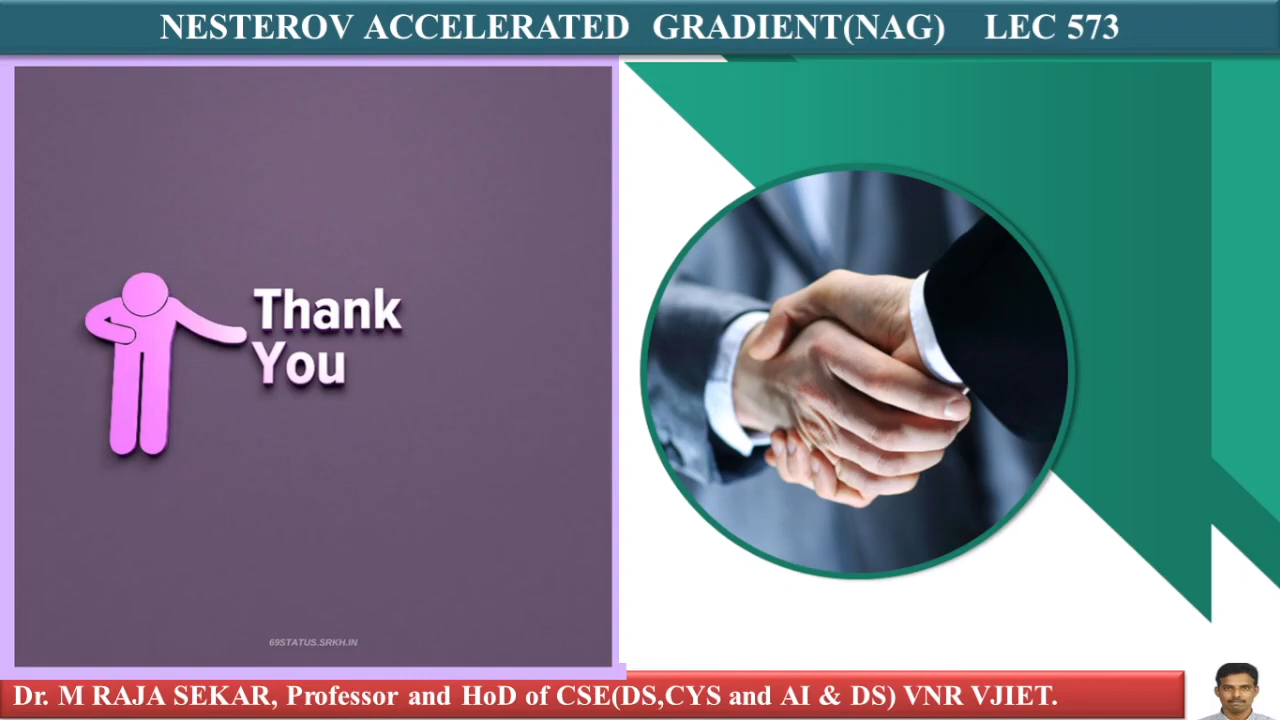 NESTEROV ACCELERATED GRADIENT(NAG) LEC 573
Thank
You
69STATUS.SRKH.IN
Dr. M RAJA SEKAR, Professor and HoD of CSE(DS,CYS and AI & DS) VNR VJIET.